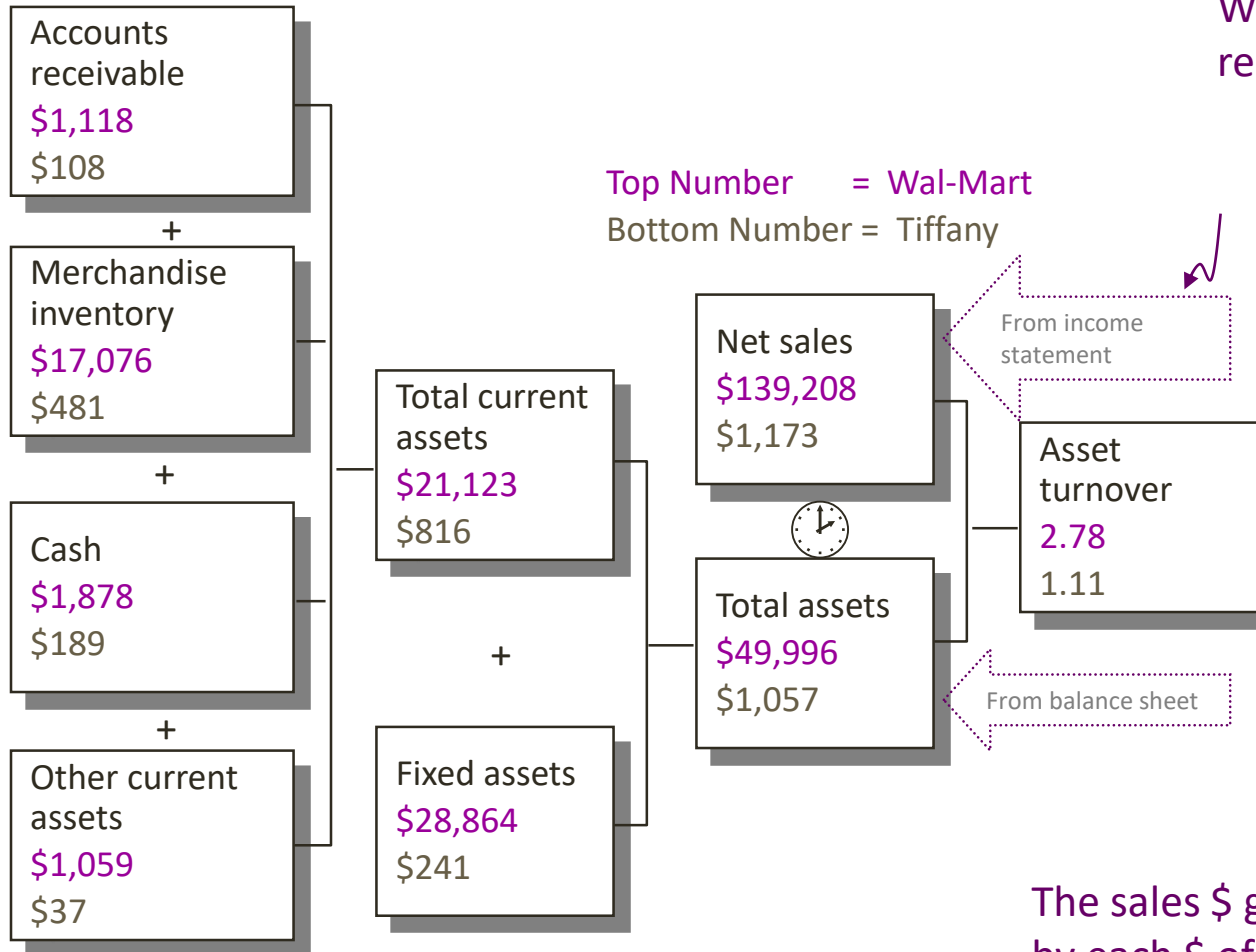 Accounts
receivable
$1,118
$108
+
Merchandise
inventory
$17,076
$481
+
Cash
$1,878
$189
+
Other current
assets
$1,059
$37
Total current
assets
$21,123
$816
+
Fixed assets
$28,864
$241
Top Number = Wal-Mart
Bottom Number = Tiffany
Net sales
$139,208
$1,173
Total assets
$49,996
$1,057
From income
statement
Asset
turnover
2.78
1.11
From balance sheet
The sales $
by each $ of